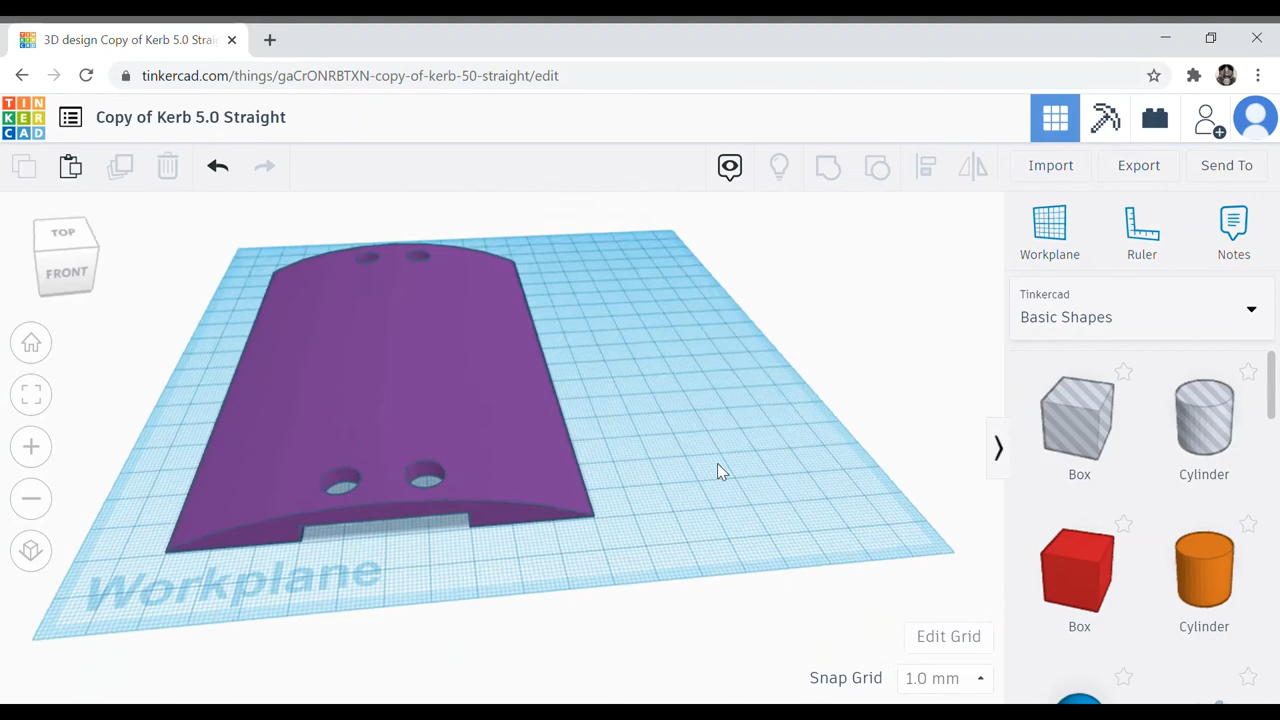 3D design Copy of Kerb 5.0 Strai
tinkercad.com/things/gaCrONRBTXN-copy-of-kerb-50-straight/edit
TIN
KER
CAD
Copy of Kerb 5.0 Straight
Import
Export
Send To
TOP
FRONT
Workplane
Ruler
Notes
Tinkercad
Basic Shapes
Box
Cylinder
Box
Cylinder
Workplane
Edit Grid
Snap Grid
1.0 mm